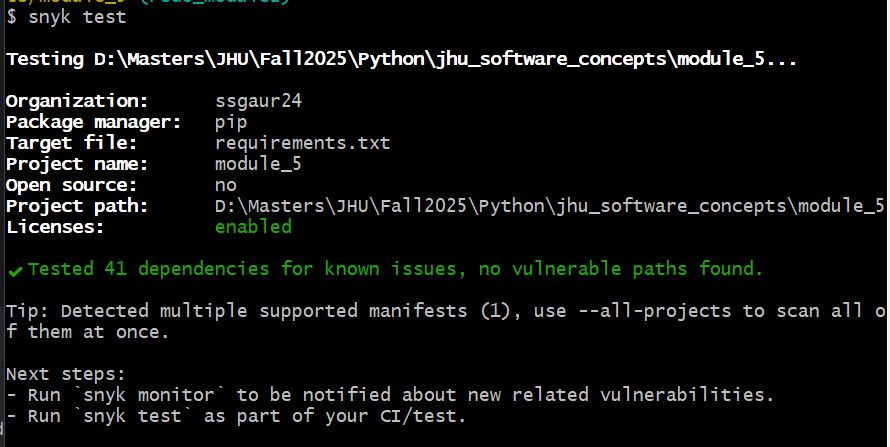 $ snyk test
Testing D:\Masters\JHU\Fall2025\Python\jhu_software_concepts\module_5...
Organization: ssgaur24
Package manager: pip
Target file: requirements.txt
Project name: module_5
Open source: no
Project path: D:\Masters\JHU\Fall2025\Python\jhu_software_concepts\module_5
Licenses: enabled
✔ Tested 41 dependencies for known issues, no vulnerable paths found.
Tip: Detected multiple supported manifests (1), use --all-projects to scan all o
f them at once.
Next steps:
- Run `snyk monitor` to be notified about new related vulnerabilities.
- Run `snyk test` as part of your CI/test.